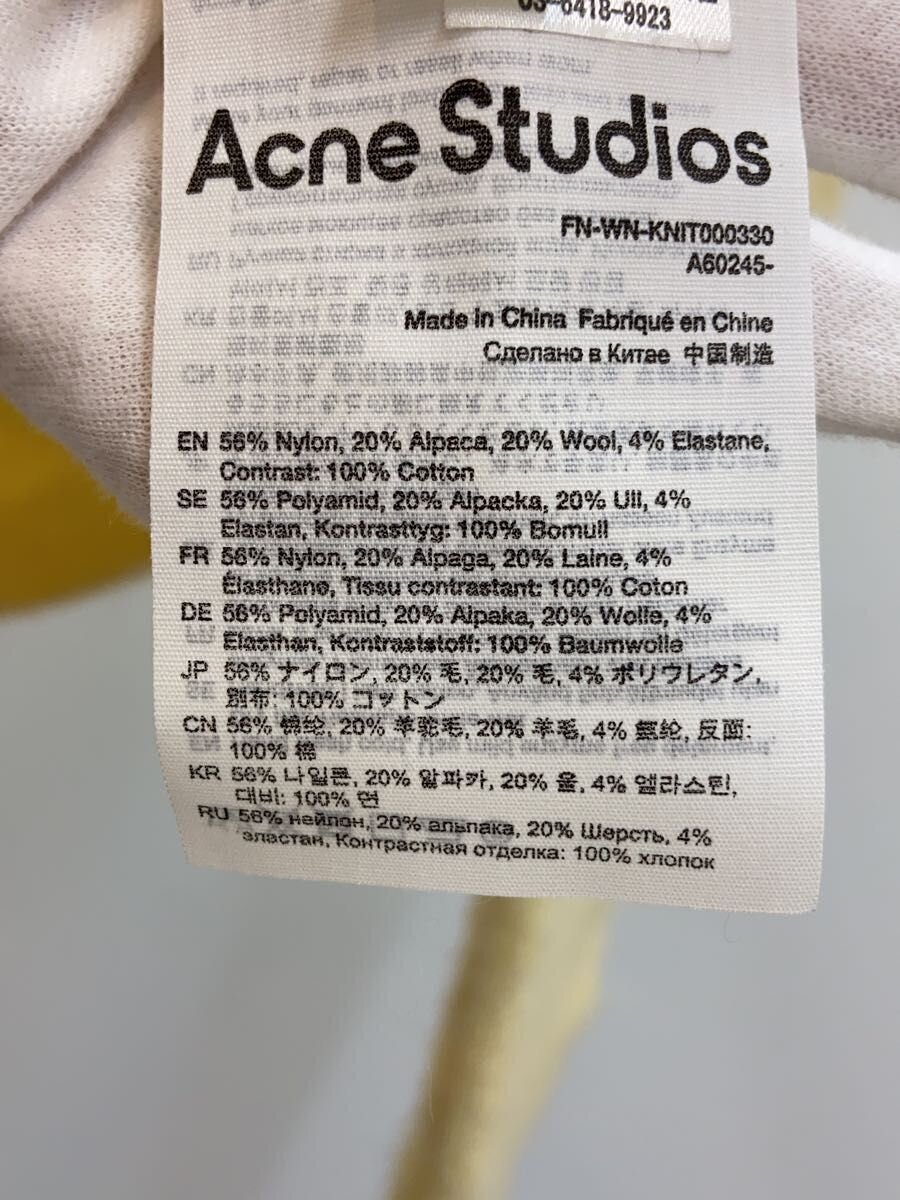 03-6418-9923
Acne Studios
FN-WN-KNIT000330
A60245-
Made in China Fabriqué en Chine
Сделано в Китае 中国制造
EN 56% Nylon, 20% Alpaca, 20% Wool, 4% Elastane,
Contrast: 100% Cotton
SE 56% Polyamid, 20% Alpacka, 20% Ull, 4%
Elastan, Kontrasttyg: 100% Bomull
FR 56% Nylon, 20% Alpaga, 20% Laine, 4%
Élasthane, Tissu contrastant: 100% Coton
DE 56% Polyamid, 20% Alpaka, 20% Wolle, 4%
Elasthan, Kontraststoff: 100% Baumwolle
JP 56% ナイロン, 20% 毛, 20% 毛, 4% ポリウレタン,
別布: 100% コットン
CN 56% 锦纶, 20% 羊驼毛, 20% 羊毛, 4% 氨纶, 反面:
100% 棉
KR 56% 나일론, 20% 알파카, 20% 울, 4% 엘라스틴,
대비: 100% 면
RU 56% нейлон, 20% альпака, 20% Шерсть, 4%
эластан, Контрастная отделка: 100% хлопок